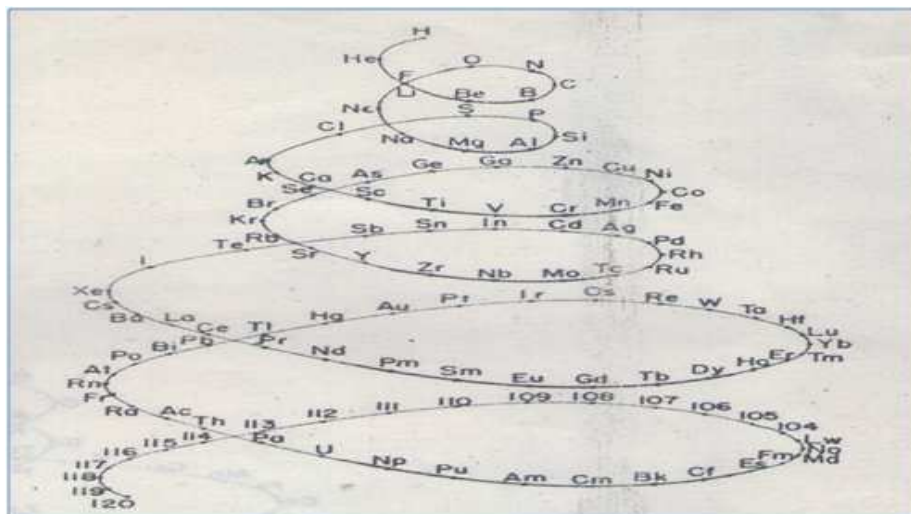 H
He
O N
F C
Li Be B
Ne S P
Cl Si
Na Mg Al
A Ge Ga Zn Cu Ni
K Ca As Co
Se Sc Mn Fe
Br Ti V Cr
Kr Sn In Cd Ag
Rb Sb Pd
Te Sr Y Rh
I Zr Nb Mo Tc Ru
Xe Ir Os Re
Cs Au Pt W Ta
Ba La Hg Hf
Ce Tl Lu
Bi Pb Pr Yb
Po Nd Er Tm
At Pm Sm Dy Ho
Rn Eu Gd Tb
Fr 110 109 108 107
Ra Ac 112 111 106 105
Th 113 104
116 115 114 Pa Lw
U No
117 Np Es Fm Md
118 Pu Am Cm Bk Cf
119
120